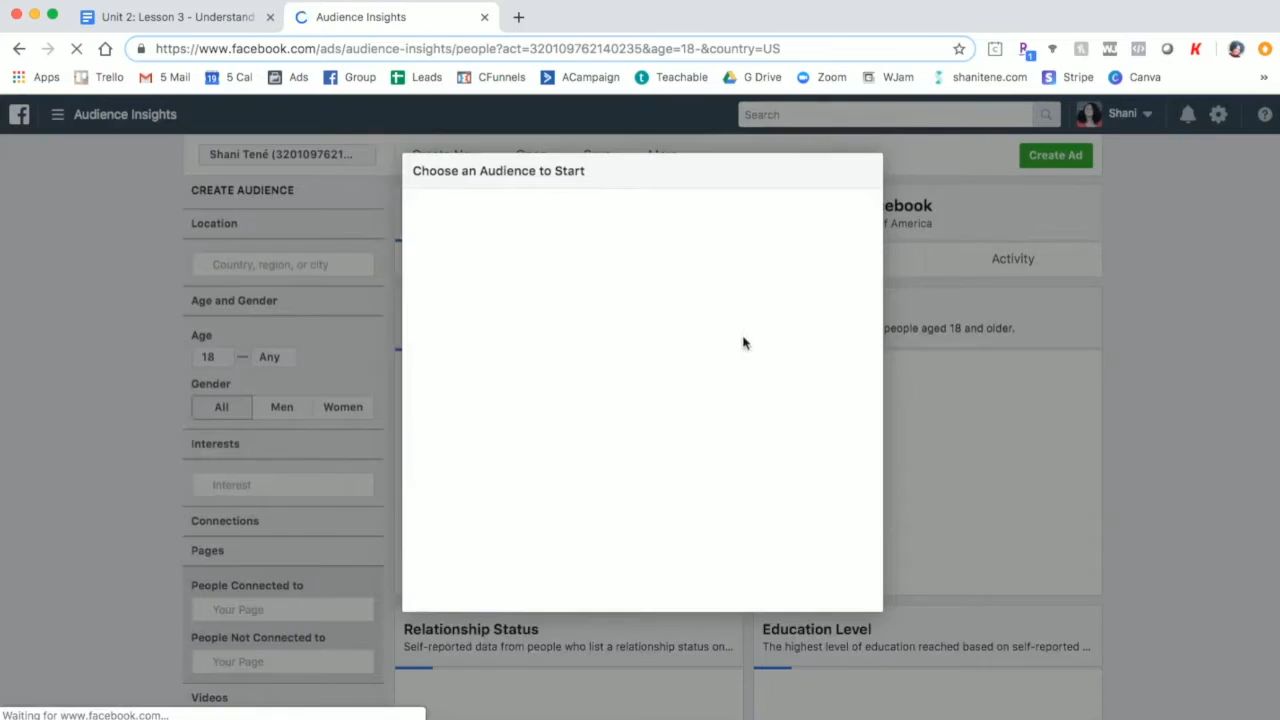 Unit 2: Lesson 3 - Understand
Audience Insights
https://www.facebook.com/ads/audience-insights/people?act=320109762140235&age=18-&country=US
Apps Trello 5 Mail 5 Cal Ads Group Leads CFunnels ACampaign Teachable G Drive Zoom WJam shanitene.com Stripe Canva »
Audience Insights
Search
Shani
Shani Tené (3201097621...
Create Ad
Choose an Audience to Start
CREATE AUDIENCE
ebook
f America
Location
Country, region, or city
Activity
Age and Gender
people aged 18 and older.
Age
18 — Any
Gender
All Men Women
Interests
Interest
Connections
Pages
People Connected to
Your Page
People Not Connected to
Your Page
Videos
Relationship Status
Self-reported data from people who list a relationship status on...
Education Level
The highest level of education reached based on self-reported ...
Waiting for www.facebook.com...